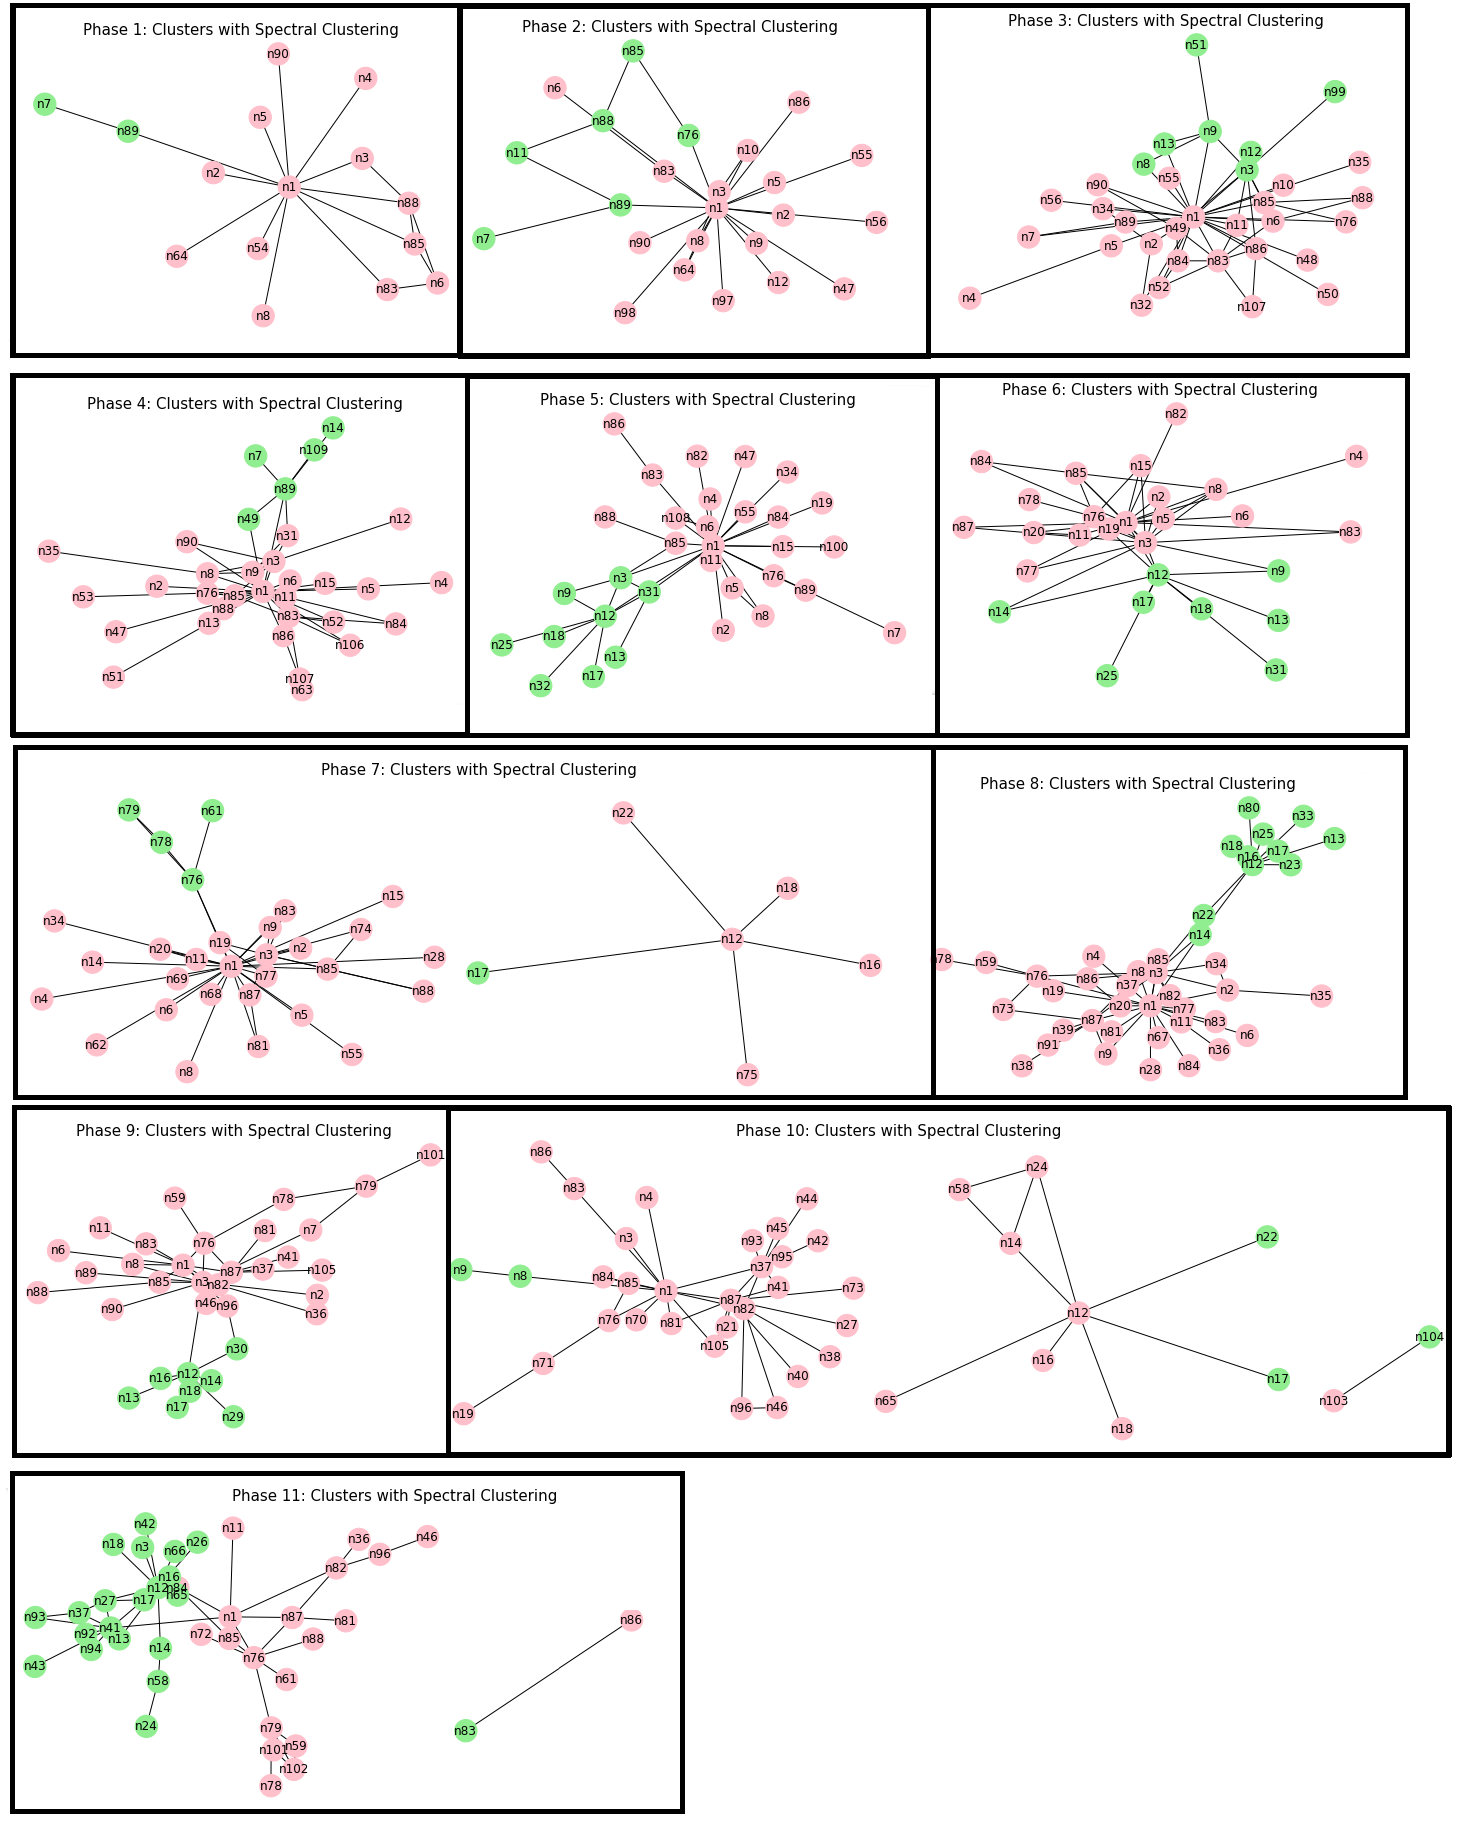 Phase 1: Clusters with Spectral Clustering
n90
n4
n7
n5
n89
n3
n2
n1
n88
n54
n85
n64
n6
n83
n8
Phase 2: Clusters with Spectral Clustering
n85
n6
n86
n88
n76
n11
n10
n55
n83
n5
n3
n89
n1
n2
n56
n7
n90
n8
n9
n64
n12
n47
n97
n98
Phase 3: Clusters with Spectral Clustering
n51
n99
n9
n13
n12
n8
n3
n35
n55
n90
n10
n56
n88
n85
n34
n1
n89
n11
n6
n76
n49
n7
n5
n2
n86
n84
n83
n48
n52
n4
n50
n32
n107
Phase 4: Clusters with Spectral Clustering
n14
n109
n7
n89
n49
n12
n31
n90
n35
n3
n8
n9
n6
n15
n4
n2
n5
n76
n1
n53
n85
n11
n88
n83
n13
n52
n84
n47
n86
n106
n51
n107
n63
Phase 5: Clusters with Spectral Clustering
n86
n82
n47
n83
n34
n4
n19
n88
n108
n55
n84
n6
n85
n1
n15
n100
n11
n3
n76
n9
n31
n5
n89
n12
n8
n18
n2
n7
n25
n13
n17
n32
Phase 6: Clusters with Spectral Clustering
n82
n4
n84
n15
n85
n8
n78
n2
n76
n6
n87
n1
n5
n19
n20
n11
n83
n3
n77
n12
n9
n14
n17
n18
n13
n31
n25
Phase 7: Clusters with Spectral Clustering
n79
n61
n78
n76
n15
n83
n34
n9
n74
n19
n20
n2
n3
n28
n14
n11
n1
n85
n69
n77
n4
n68
n87
n88
n6
n5
n62
n81
n55
n8
n22
n18
n12
n16
n17
n75
Phase 8: Clusters with Spectral Clustering
n80
n33
n25
n13
n18
n17
n16
n12
n23
n22
n14
n78
n59
n4
n85
n34
n76
n8
n3
n86
n37
n19
n2
n82
n35
n20
n1
n77
n73
n87
n11
n83
n39
n81
n67
n6
n91
n9
n36
n38
n28
n84
Phase 9: Clusters with Spectral Clustering
n101
n79
n59
n78
n11
n81
n7
n6
n83
n76
n41
n8
n1
n89
n87
n37
n105
n85
n3
n82
n88
n2
n90
n46
n96
n36
n30
n16
n12
n14
n13
n18
n17
n29
Phase 10: Clusters with Spectral Clustering
n86
n83
n4
n44
n3
n45
n93
n42
n95
n9
n8
n84
n37
n85
n1
n41
n73
n87
n82
n76
n70
n81
n21
n27
n105
n71
n38
n40
n19
n96
n46
n24
n58
n14
n22
n12
n104
n16
n17
n65
n103
n18
Phase 11: Clusters with Spectral Clustering
n42
n11
n18
n3
n66
n26
n36
n46
n96
n82
n16
n12
n84
n65
n27
n17
n37
n93
n1
n87
n81
n41
n92
n13
n72
n85
n88
n94
n14
n76
n43
n58
n61
n24
n79
n59
n101
n102
n78
n86
n83